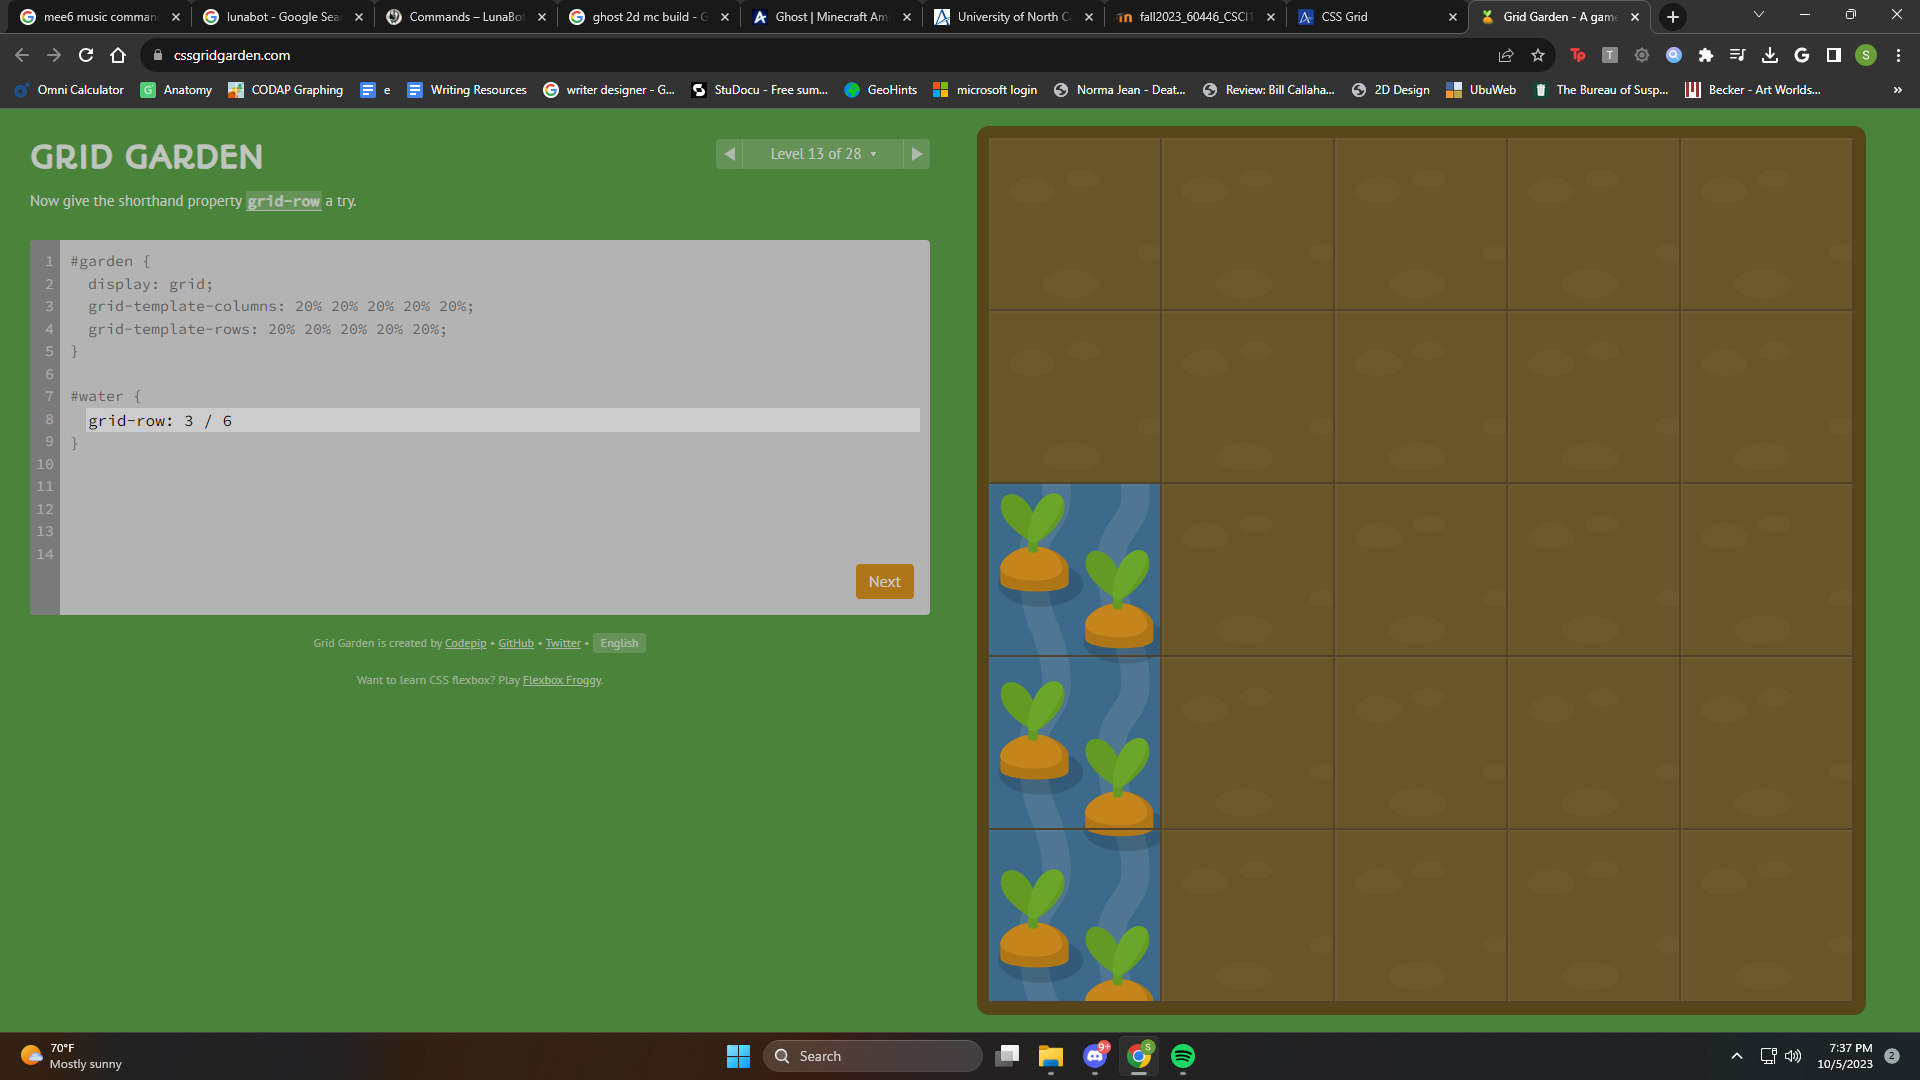 mee6 music comman
lunabot - Google Sea
Commands – LunaBot
ghost 2d mc build - G
Ghost | Minecraft Am
University of North C
fall2023_60446_CSCI
CSS Grid
Grid Garden - A game
cssgridgarden.com
S
Omni Calculator
Anatomy
CODAP Graphing
e
Writing Resources
writer designer - G...
StuDocu - Free sum...
GeoHints
microsoft login
Norma Jean - Deat...
Review: Bill Callaha...
2D Design
UbuWeb
The Bureau of Susp...
Becker - Art Worlds...
»
GRID GARDEN
Level 13 of 28
Now give the shorthand property grid-row a try.
1 #garden {
2 display: grid;
3 grid-template-columns: 20% 20% 20% 20% 20%;
4 grid-template-rows: 20% 20% 20% 20% 20%;
5 }
6
7 #water {
8 grid-row: 3 / 6
9 }
10
11
12
13
14
Next
Grid Garden is created by Codepip • GitHub • Twitter • English
Want to learn CSS flexbox? Play Flexbox Froggy.
70°F
Mostly sunny
Search
9+
S
7:37 PM
10/5/2023
2